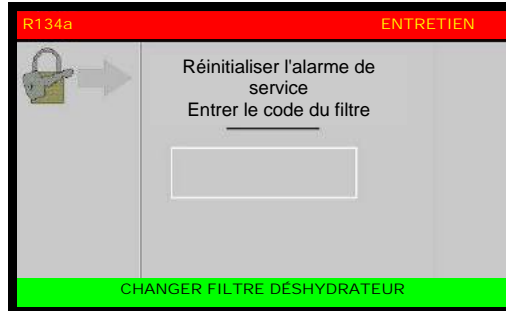 R134a ENTRETIEN
Réinitialiser l'alarme de
service
Entrer le code du filtre
CHANGER FILTRE DÉSHYDRATEUR